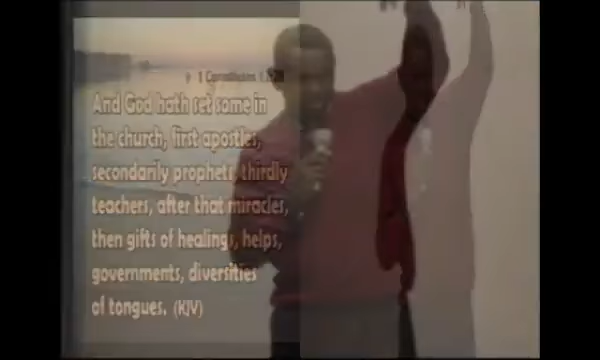 1 Corinthians 12:28
And God hath set some in
the church, first apostles,
secondarily prophets, thirdly
teachers, after that miracles,
then gifts of healings, helps,
governments, diversities
of tongues. (KJV)